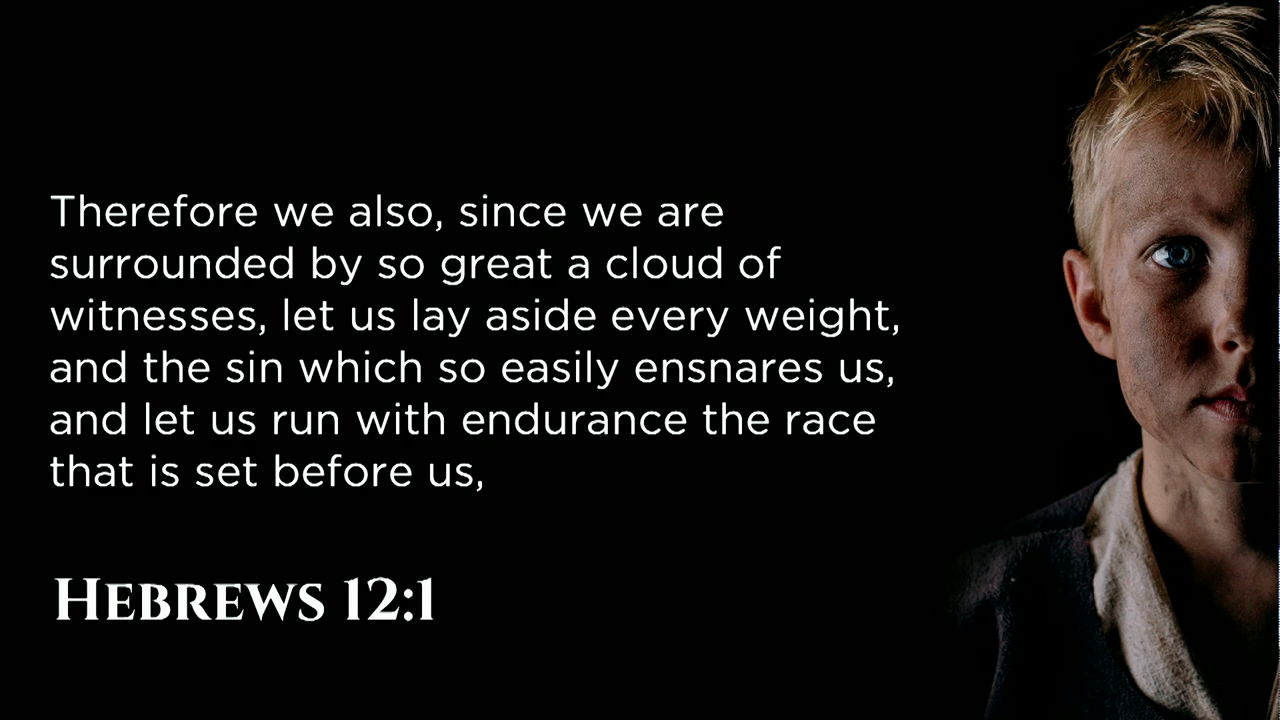 Therefore we also, since we are
surrounded by so great a cloud of
witnesses, let us lay aside every weight,
and the sin which so easily ensnares us,
and let us run with endurance the race
that is set before us,
Hebrews 12:1